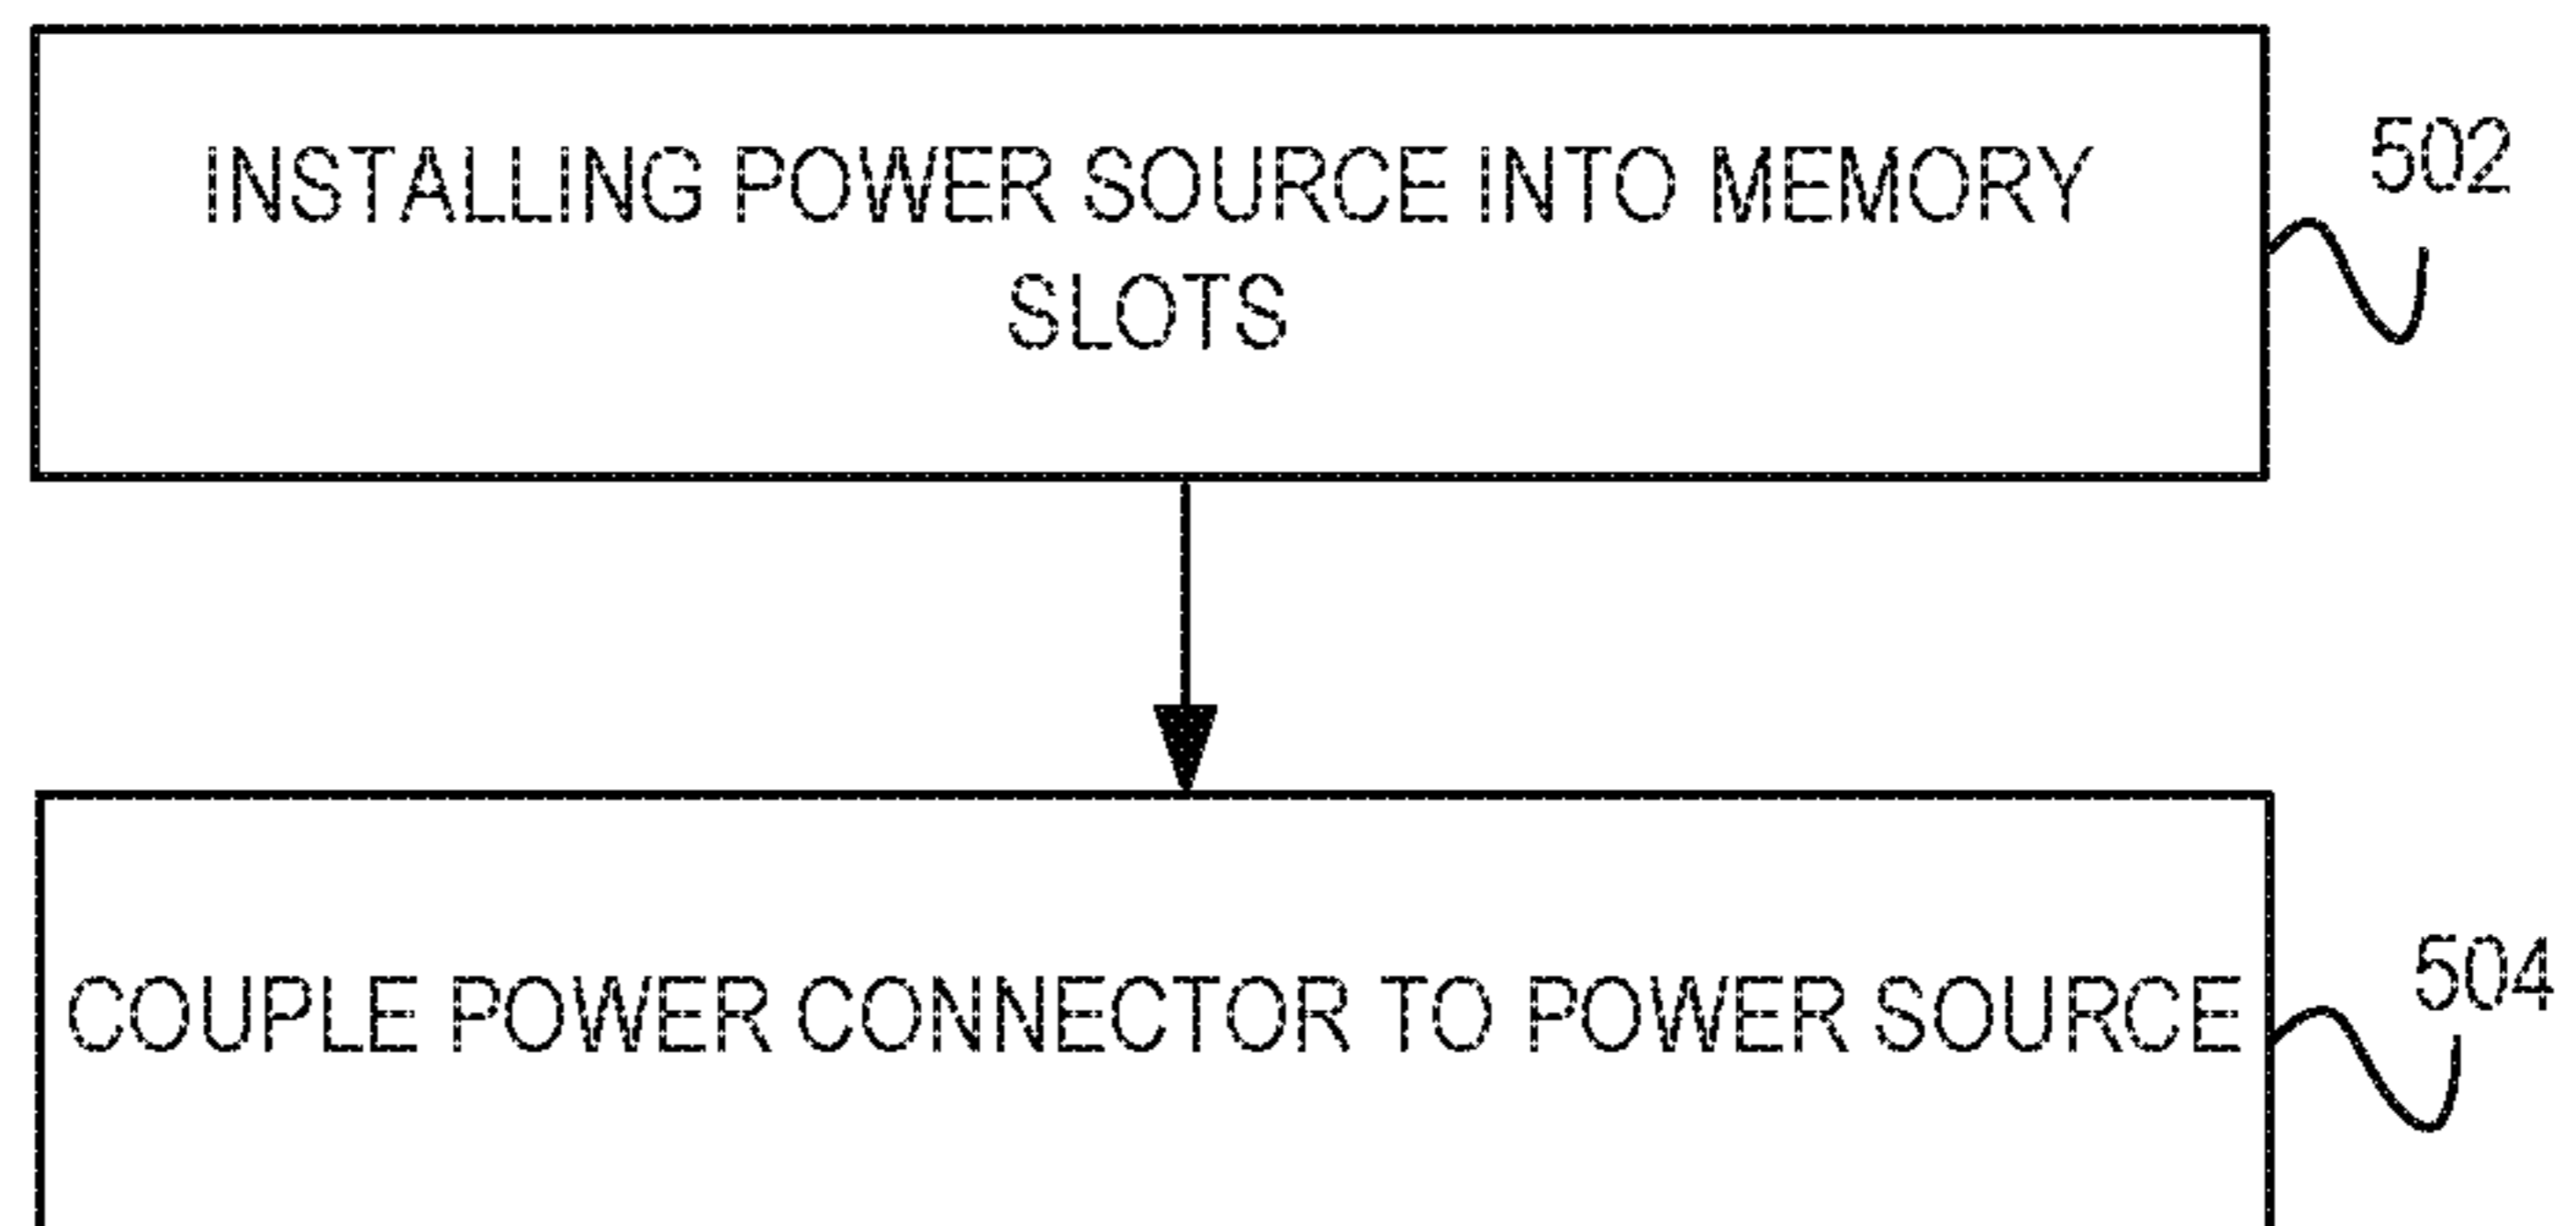 INSTALLING POWER SOURCE INTO MEMORY
SLOTS
502
COUPLE POWER CONNECTOR TO POWER SOURCE
504